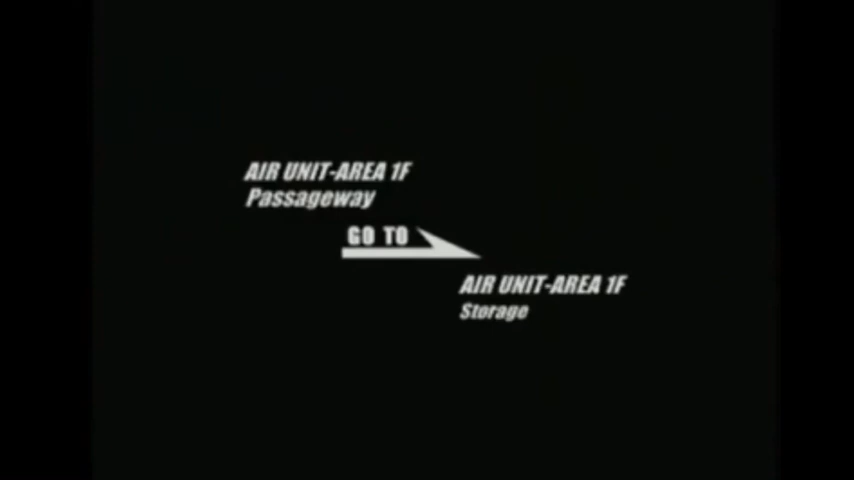 AIR UNIT-AREA 1F
Passageway
GO TO
AIR UNIT-AREA 1F
Storage